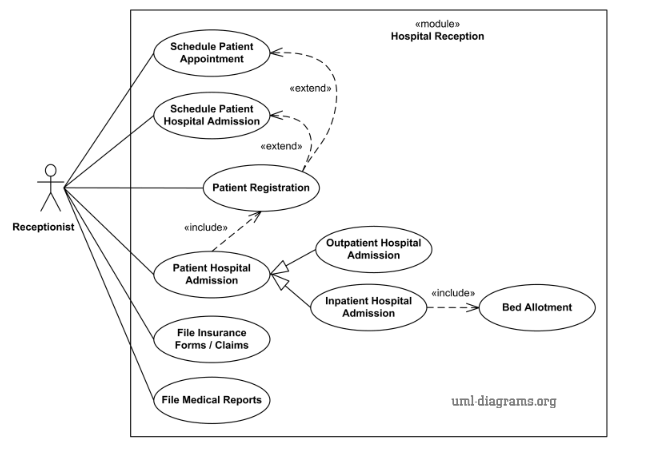 «module»
Hospital Reception
Schedule Patient
Appointment
«extend»
Schedule Patient
Hospital Admission
«extend»
Patient Registration
Receptionist
«include»
Outpatient Hospital
Admission
Patient Hospital
Admission
Inpatient Hospital
Admission
«include»
Bed Allotment
File Insurance
Forms / Claims
File Medical Reports
uml-diagrams.org